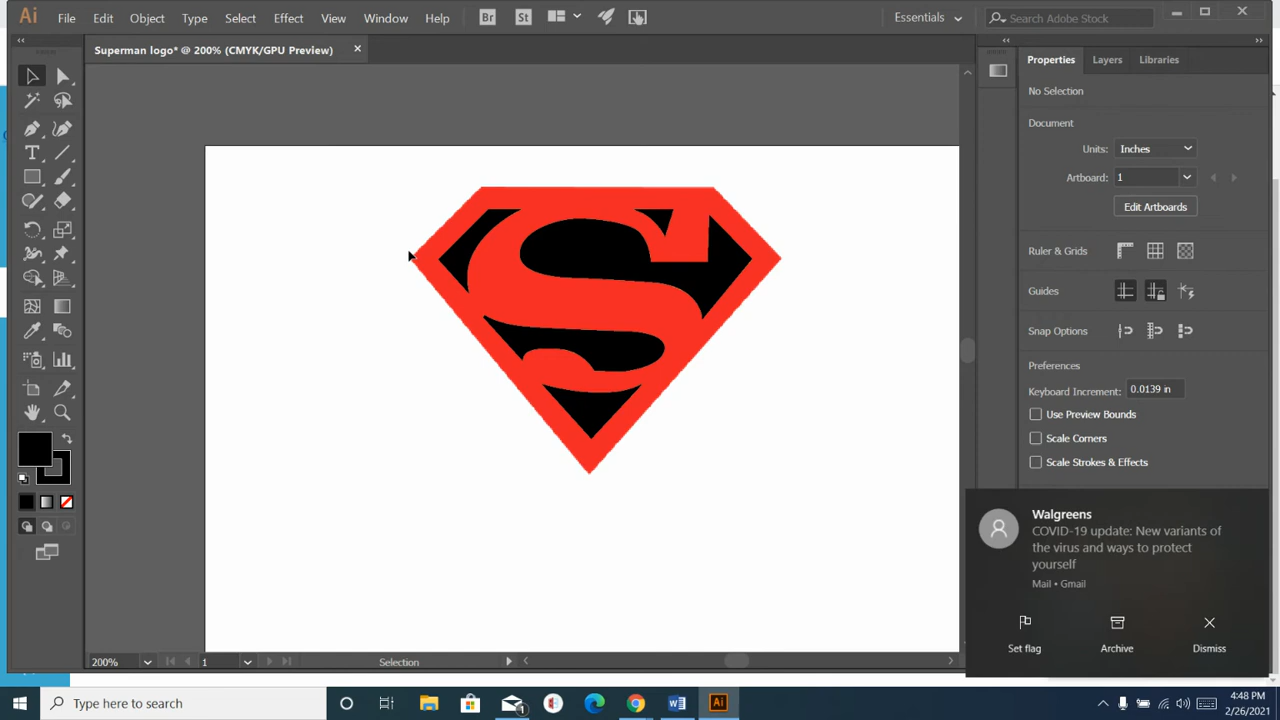 Ai File Edit Object Type Select Effect View Window Help Br St Essentials Search Adobe Stock
Superman logo* @ 200% (CMYK/GPU Preview)
Properties Layers Libraries
No Selection
Document
Units: Inches
Artboard: 1
Edit Artboards
Ruler & Grids
Guides
Snap Options
Preferences
Keyboard Increment: 0.0139 in
Use Preview Bounds
Scale Corners
Scale Strokes & Effects
S
Walgreens
COVID-19 update: New variants of
the virus and ways to protect
yourself
Mail • Gmail
Set flag Archive Dismiss
200% 1 Selection
Type here to search
1
W
Ai
4:48 PM
2/26/2021